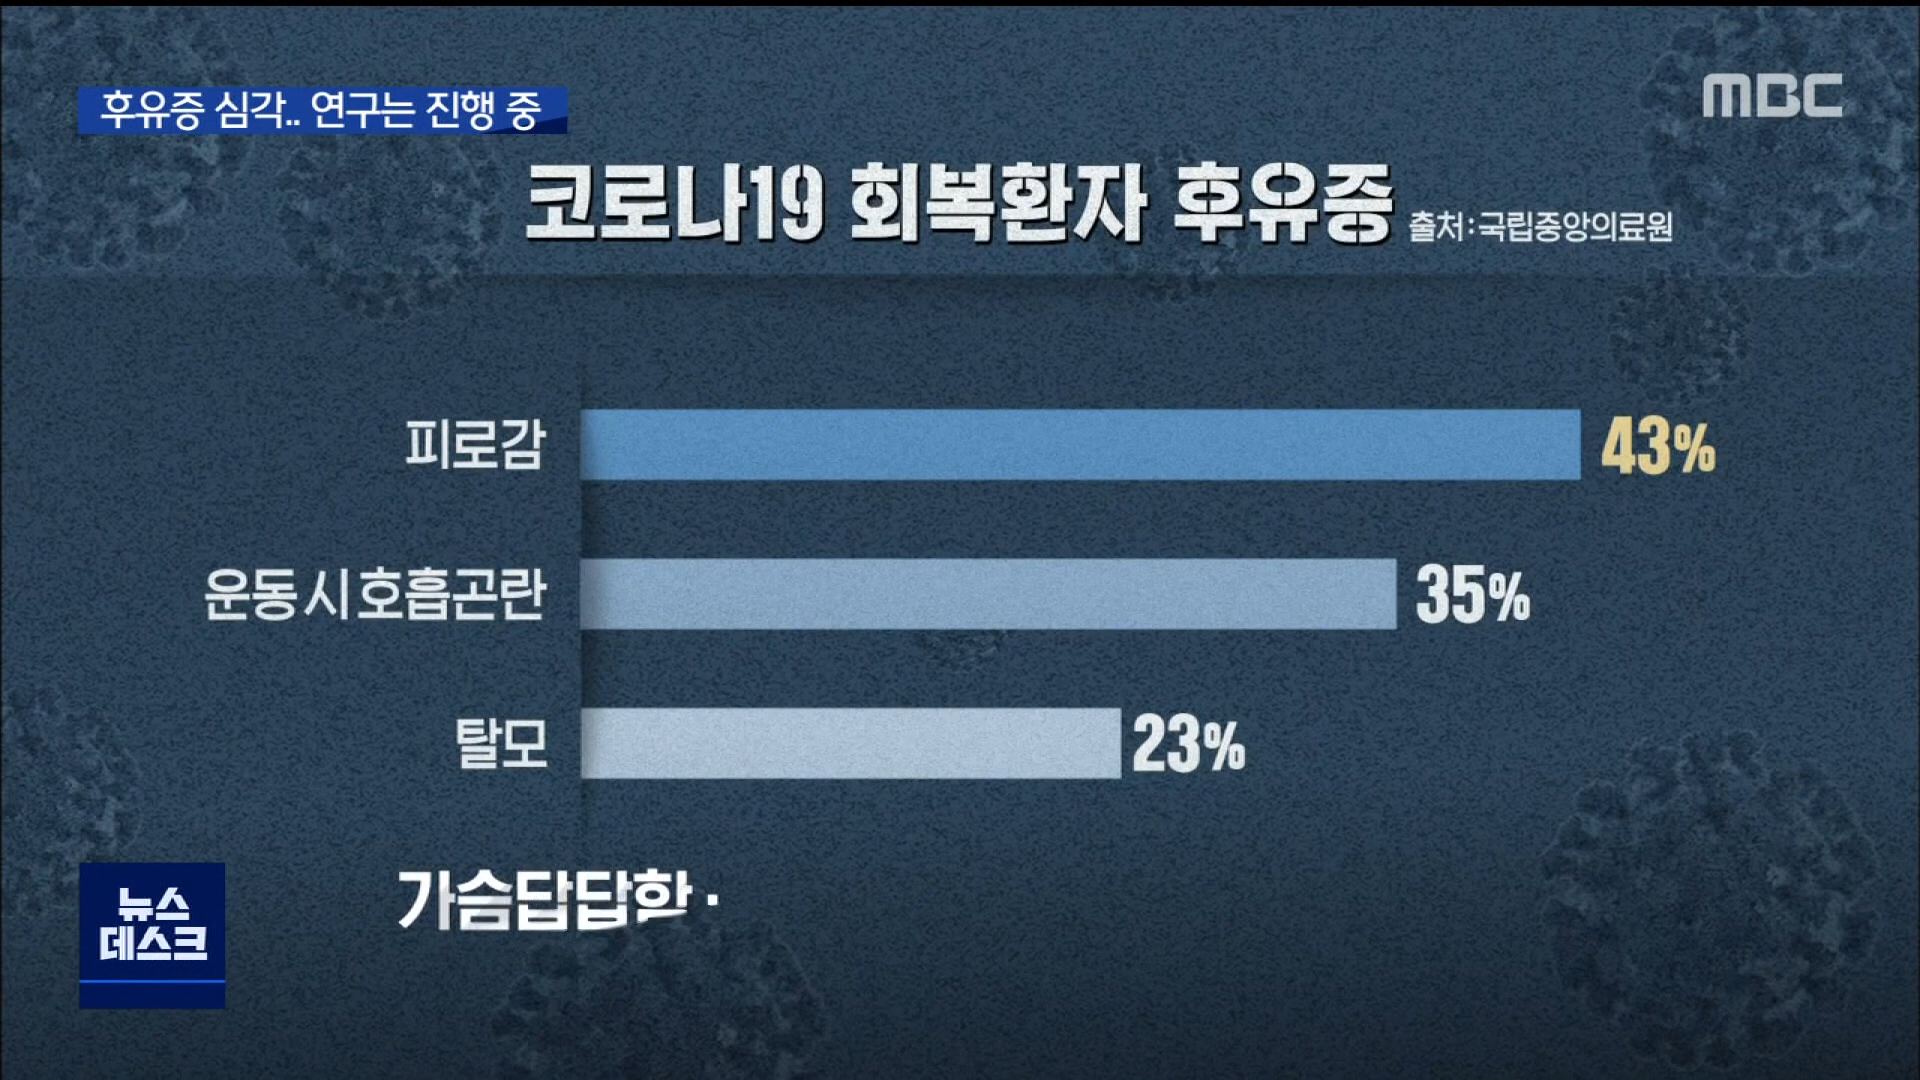 후유증 심각.. 연구는 진행 중
MBC
코로나19 회복환자 후유증 출처:국립중앙의료원
피로감 43%
운동 시 호흡곤란 35%
탈모 23%
가슴답답함
뉴스
데스크